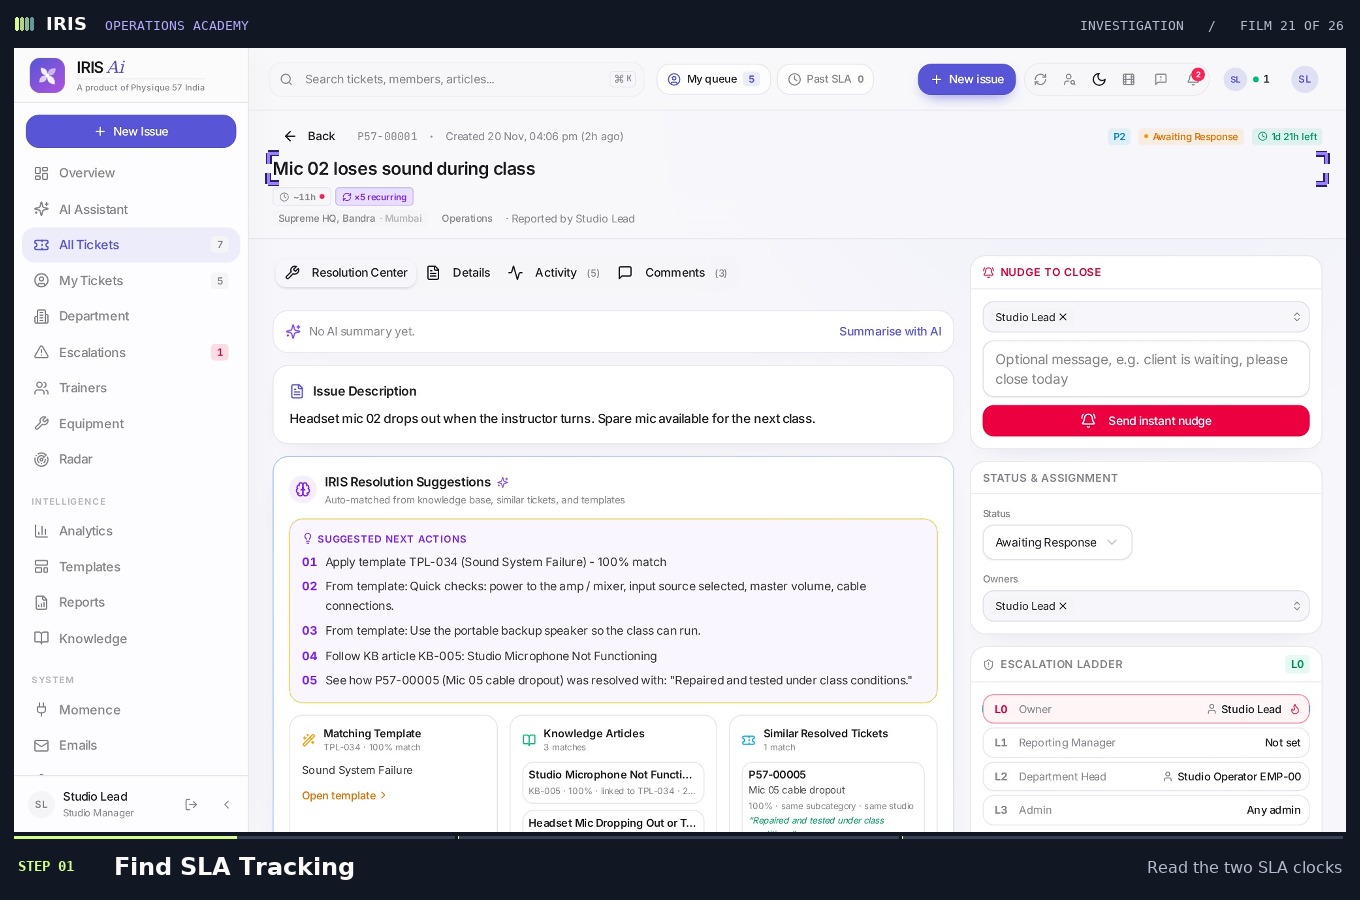 IRIS OPERATIONS ACADEMY
INVESTIGATION / FILM 21 OF 26
IRIS Ai
A product of Physique 57 India
Search tickets, members, articles...
⌘ K
My queue 5
Past SLA 0
+ New issue
2
SL 1
SL
+ New Issue
Overview
AI Assistant
All Tickets 7
My Tickets 5
Department
Escalations 1
Trainers
Equipment
Radar
INTELLIGENCE
Analytics
Templates
Reports
Knowledge
SYSTEM
Momence
Emails
SL
Studio Lead
Studio Manager
← Back P57-00001 • Created 20 Nov, 04:06 pm (2h ago)
P2 • Awaiting Response 1d 21h left
Mic 02 loses sound during class
~11h ×5 recurring
Supreme HQ, Bandra · Mumbai Operations · Reported by Studio Lead
Resolution Center Details Activity (5) Comments (3)
No AI summary yet. Summarise with AI
Issue Description
Headset mic 02 drops out when the instructor turns. Spare mic available for the next class.
IRIS Resolution Suggestions
Auto-matched from knowledge base, similar tickets, and templates
SUGGESTED NEXT ACTIONS
01 Apply template TPL-034 (Sound System Failure) - 100% match
02 From template: Quick checks: power to the amp / mixer, input source selected, master volume, cable
connections.
03 From template: Use the portable backup speaker so the class can run.
04 Follow KB article KB-005: Studio Microphone Not Functioning
05 See how P57-00005 (Mic 05 cable dropout) was resolved with: "Repaired and tested under class conditions."
Matching Template
TPL-034 · 100% match
Sound System Failure
Open template >
Knowledge Articles
3 matches
Studio Microphone Not Functi...
KB-005 · 100% · linked to TPL-034 · 2...
Headset Mic Dropping Out or T...
Similar Resolved Tickets
1 match
P57-00005
Mic 05 cable dropout
100% · same subcategory · same studio
"Repaired and tested under class
NUDGE TO CLOSE
Studio Lead ×
Optional message, e.g. client is waiting, please
close today
Send instant nudge
STATUS & ASSIGNMENT
Status
Awaiting Response
Owners
Studio Lead ×
ESCALATION LADDER L0
L0 Owner Studio Lead
L1 Reporting Manager Not set
L2 Department Head Studio Operator EMP-00
L3 Admin Any admin
STEP 01 Find SLA Tracking
Read the two SLA clocks